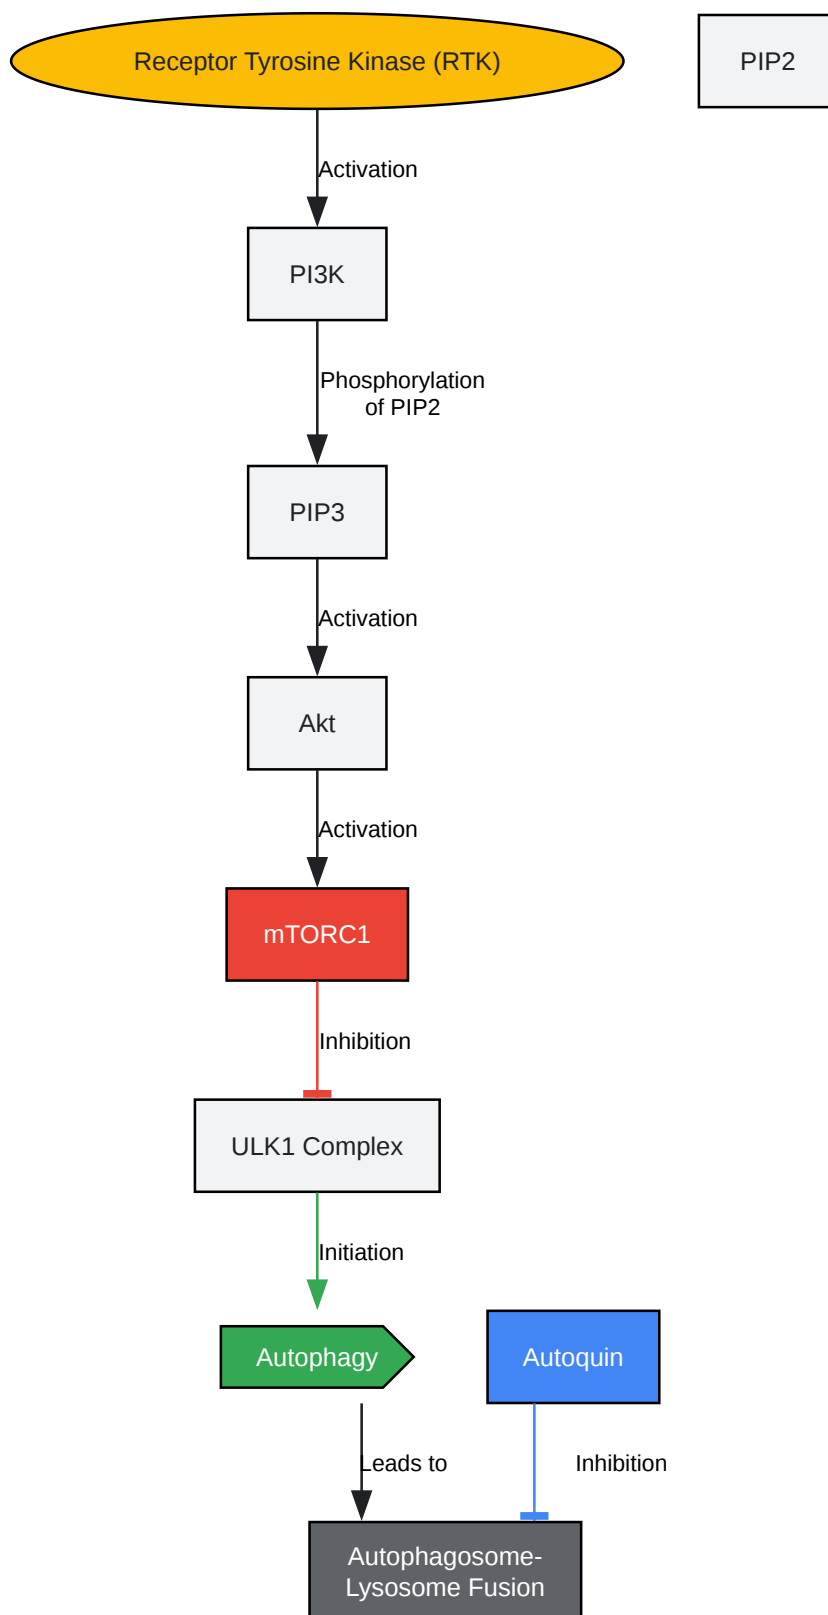 Receptor Tyrosine Kinase (RTK)
PIP2
Activation
PI3K
Phosphorylation
of PIP2
PIP3
Activation
Akt
Activation
mTORC1
Inhibition
ULK1 Complex
Initiation
Autophagy
Autoquin
Leads to
Inhibition
Autophagosome-
Lysosome Fusion